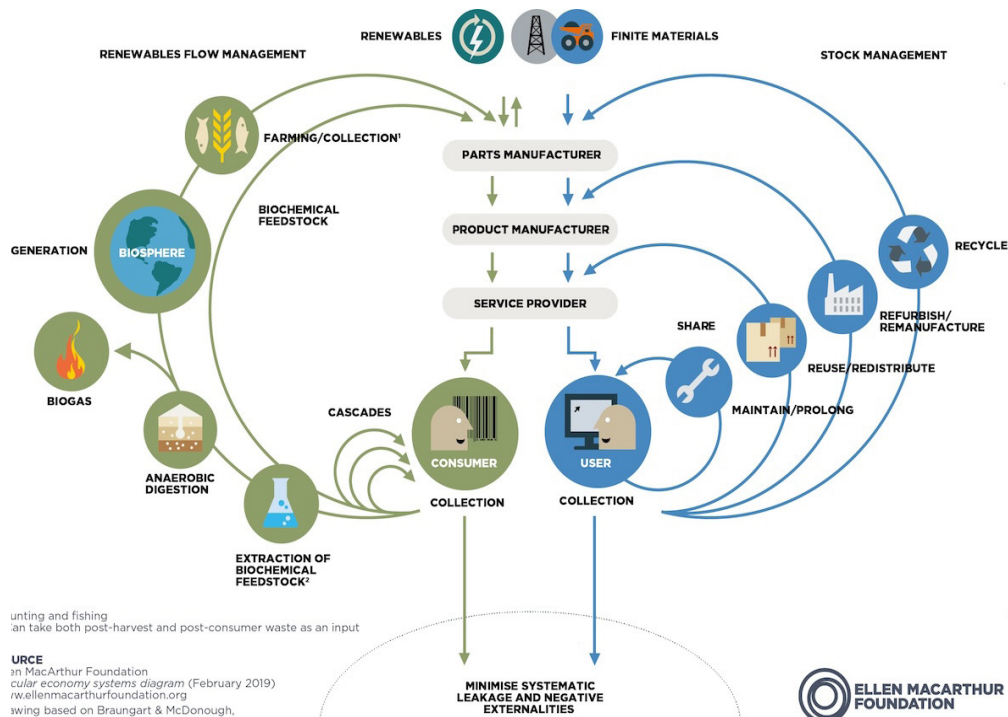 RENEWABLES
FINITE MATERIALS
RENEWABLES FLOW MANAGEMENT
STOCK MANAGEMENT
FARMING/COLLECTION¹
PARTS MANUFACTURER
BIOCHEMICAL
FEEDSTOCK
PRODUCT MANUFACTURER
GENERATION
BIOSPHERE
RECYCLE
SERVICE PROVIDER
SHARE
REFURBISH/
REMANUFACTURE
REUSE/REDISTRIBUTE
BIOGAS
CASCADES
MAINTAIN/PROLONG
CONSUMER
USER
ANAEROBIC
DIGESTION
COLLECTION
COLLECTION
EXTRACTION OF
BIOCHEMICAL
FEEDSTOCK²
unting and fishing
an take both post-harvest and post-consumer waste as an input
URCE
en MacArthur Foundation
cular economy systems diagram (February 2019)
ww.ellenmacarthurfoundation.org
awing based on Braungart & McDonough,
MINIMISE SYSTEMATIC
LEAKAGE AND NEGATIVE
EXTERNALITIES
ELLEN MACARTHUR
FOUNDATION